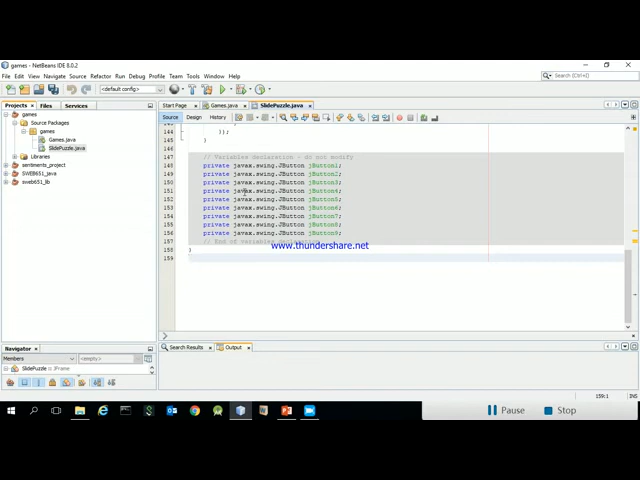 games - NetBeans IDE 8.0.2
File Edit View Navigate Source Refactor Run Debug Profile Team Tools Window Help
Search (Ctrl+I)
<default config>
Projects Files Services
Start Page Games.java SlidePuzzle.java
Source Design History
games
Source Packages
games
Games.java
SlidePuzzle.java
Libraries
sentiments_project
SWEB651_java
sweb651_lib
144 });
145 }
146
147 // Variables declaration - do not modify
148 private javax.swing.JButton jButton1;
149 private javax.swing.JButton jButton2;
150 private javax.swing.JButton jButton3;
151 private javax.swing.JButton jButton4;
152 private javax.swing.JButton jButton5;
153 private javax.swing.JButton jButton6;
154 private javax.swing.JButton jButton7;
155 private javax.swing.JButton jButton8;
156 private javax.swing.JButton jButton9;
157 // End of variables declaration
www.thundershare.net
158 }
159
Navigator
Members <empty>
SlidePuzzle :: JFrame
Search Results Output
159:1 INS
Pause Stop